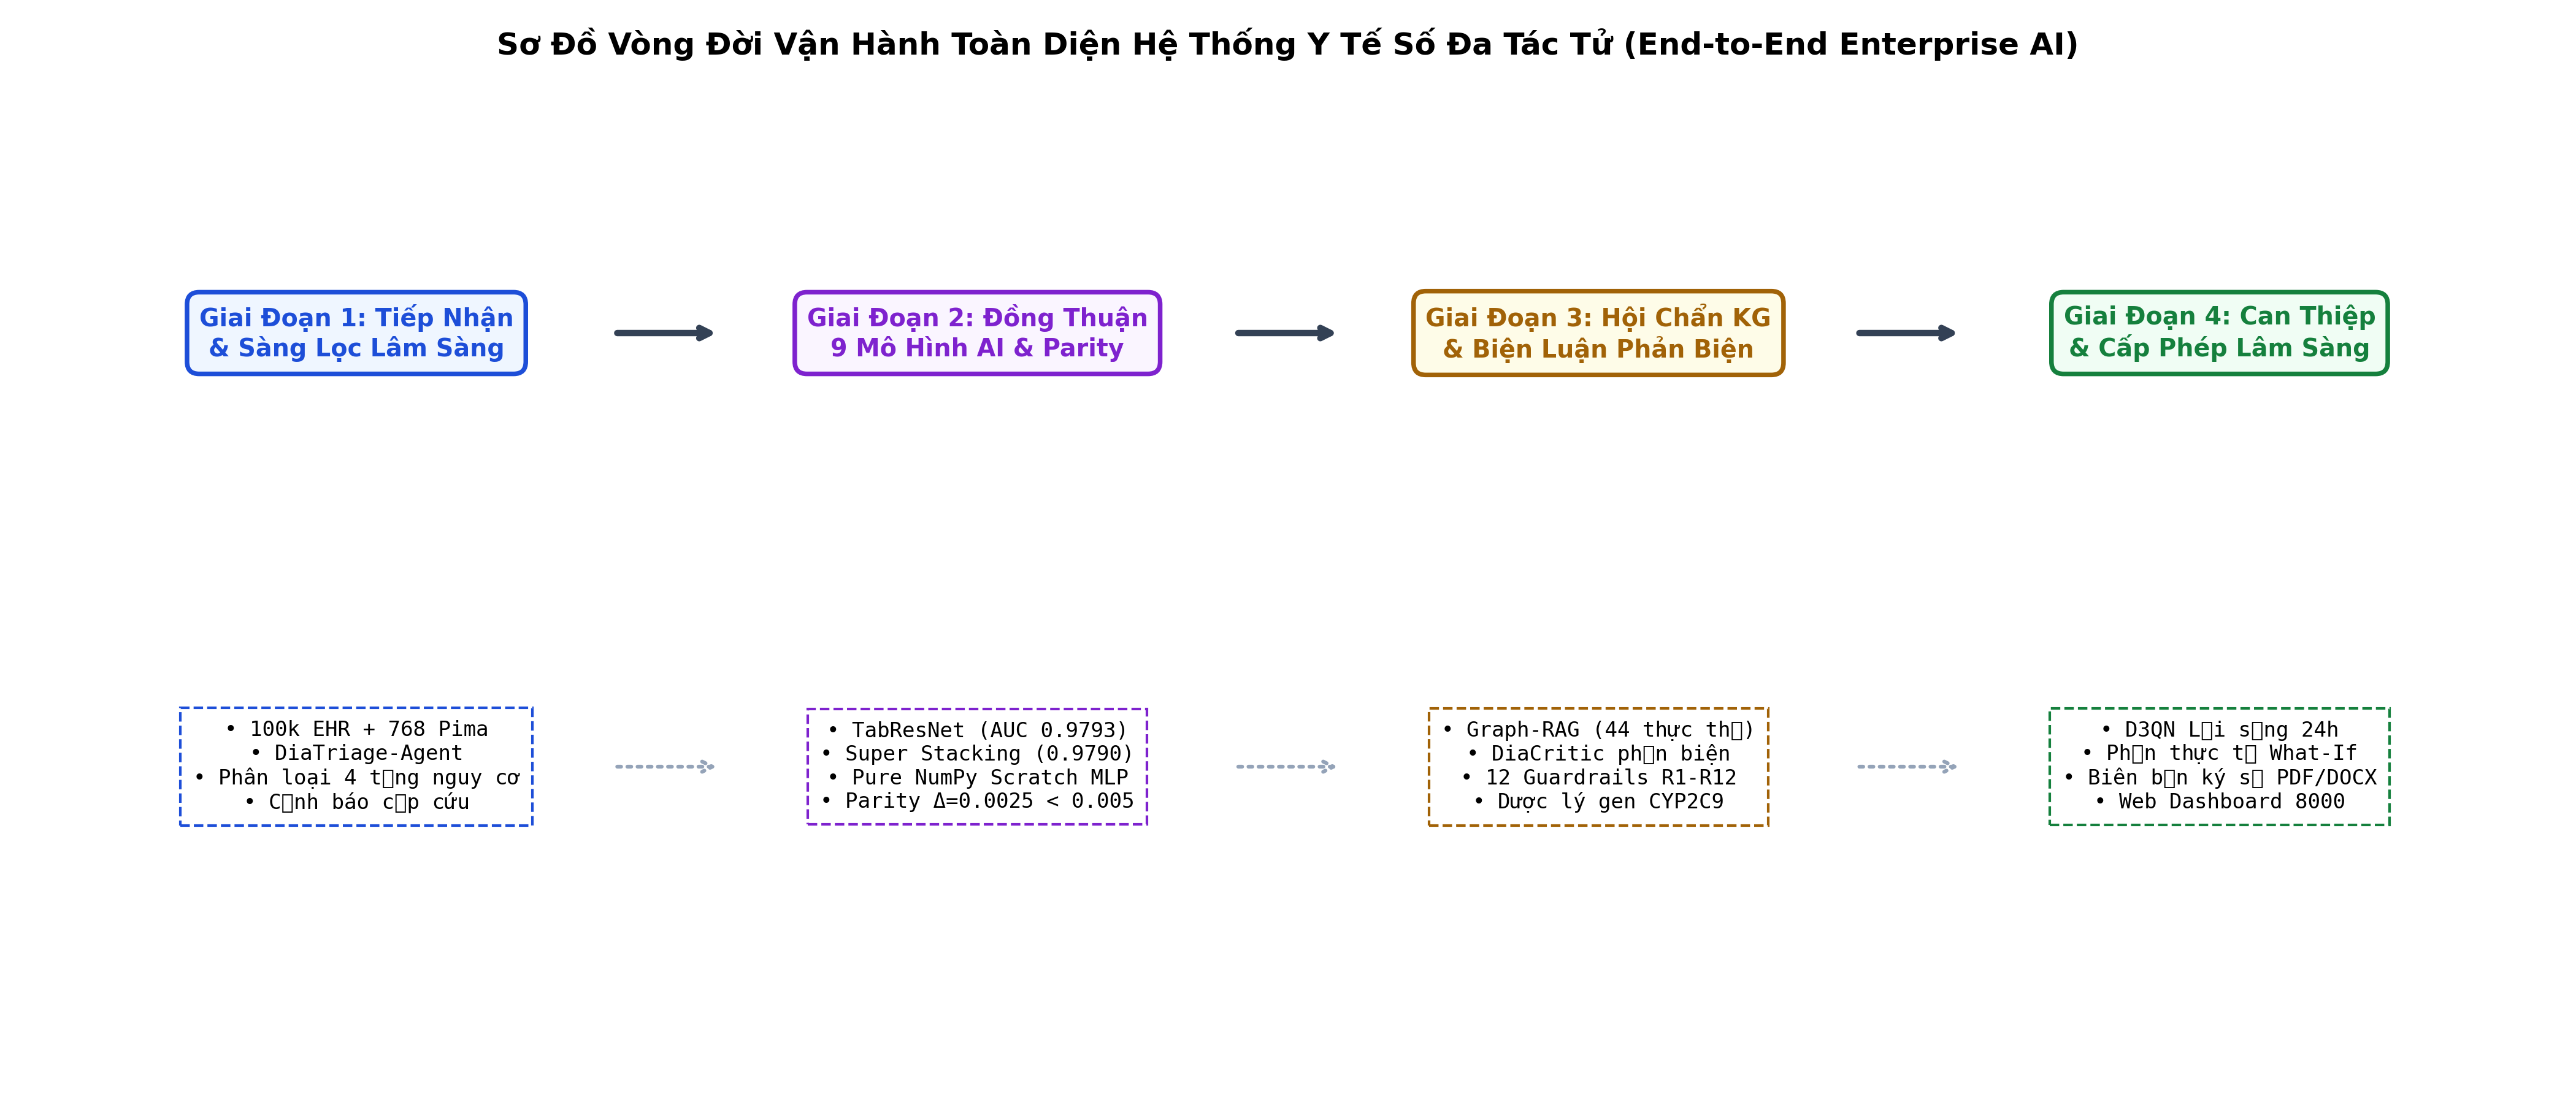 Sơ Đồ Vòng Đời Vận Hành Toàn Diện Hệ Thống Y Tế Số Đa Tác Tử (End-to-End Enterprise AI)
Giai Đoạn 1: Tiếp Nhận
& Sàng Lọc Lâm Sàng
Giai Đoạn 2: Đồng Thuận
9 Mô Hình AI & Parity
Giai Đoạn 3: Hội Chẩn KG
& Biện Luận Phản Biện
Giai Đoạn 4: Can Thiệp
& Cấp Phép Lâm Sàng
• 100k EHR + 768 Pima
• DiaTriage-Agent
• Phân loại 4 t▯ng nguy cơ
• C▯nh báo c▯p cứu
• TabResNet (AUC 0.9793)
• Super Stacking (0.9790)
• Pure NumPy Scratch MLP
• Parity Δ=0.0025 < 0.005
• Graph-RAG (44 thực th▯)
• DiaCritic ph▯n biện
• 12 Guardrails R1-R12
• Dược lý gen CYP2C9
• D3QN L▯i s▯ng 24h
• Ph▯n thực t▯ What-If
• Biên b▯n ký s▯ PDF/DOCX
• Web Dashboard 8000